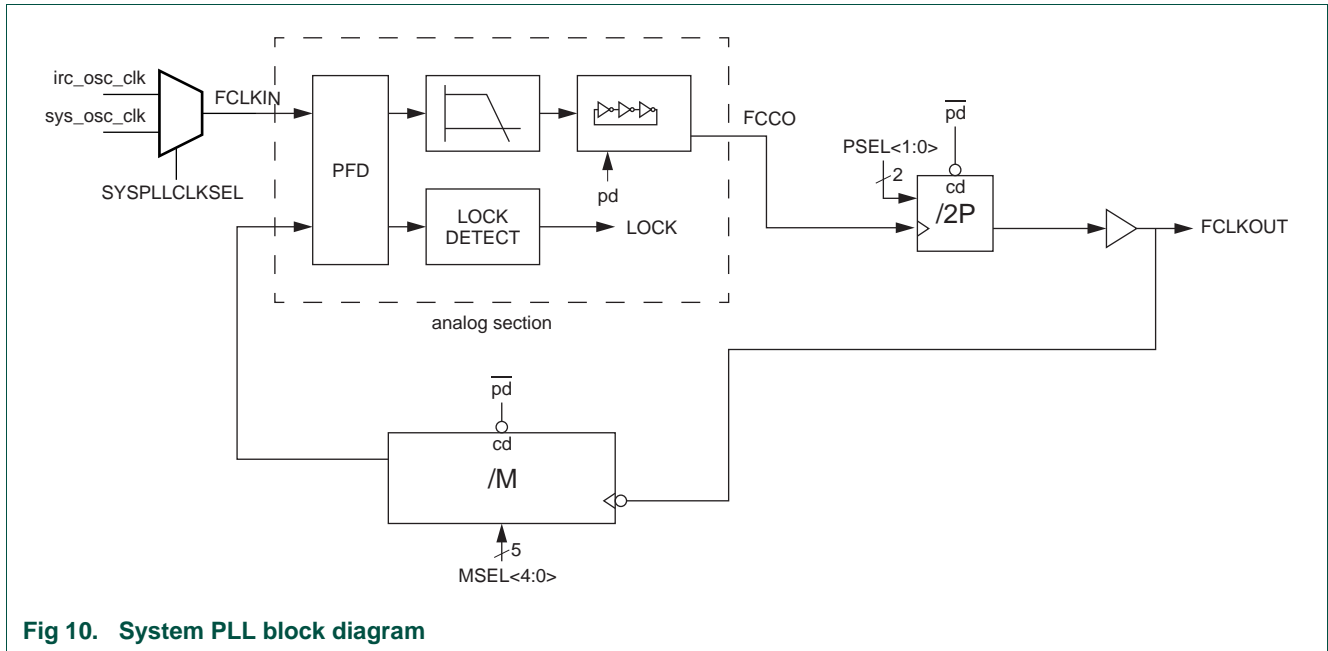 irc_osc_clk
sys_osc_clk
FCLKIN
SYSPLLCLKSEL
PFD
pd
LOCK
DETECT
LOCK
analog section
FCCO
pd
PSEL<1:0>
2
cd
/2P
FCLKOUT
pd
cd
/M
5
MSEL<4:0>
Fig 10. System PLL block diagram